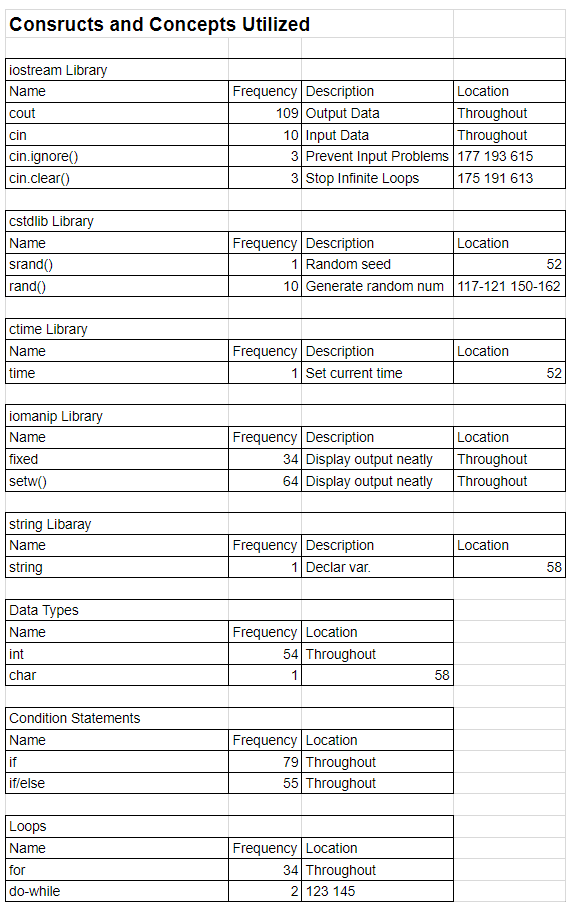 Consructs and Concepts Utilized
iostream Library
Name Frequency Description Location
cout 109 Output Data Throughout
cin 10 Input Data Throughout
cin.ignore() 3 Prevent Input Problems 177 193 615
cin.clear() 3 Stop Infinite Loops 175 191 613
cstdlib Library
Name Frequency Description Location
srand() 1 Random seed 52
rand() 10 Generate random num 117-121 150-162
ctime Library
Name Frequency Description Location
time 1 Set current time 52
iomanip Library
Name Frequency Description Location
fixed 34 Display output neatly Throughout
setw() 64 Display output neatly Throughout
string Libaray
Name Frequency Description Location
string 1 Declar var. 58
Data Types
Name Frequency Location
int 54 Throughout
char 1 58
Condition Statements
Name Frequency Location
if 79 Throughout
if/else 55 Throughout
Loops
Name Frequency Location
for 34 Throughout
do-while 2 123 145